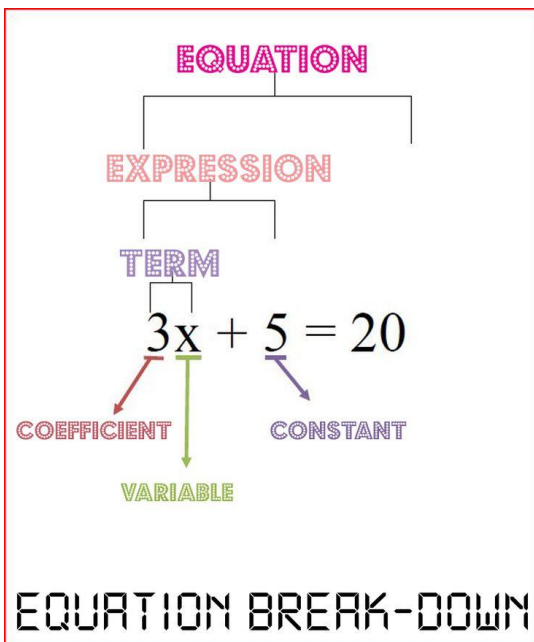 EQUATION
EXPRESSION
TERM
3x + 5 = 20
COEFFICIENT
CONSTANT
VARIABLE
EQUATION BREAK-DOWN